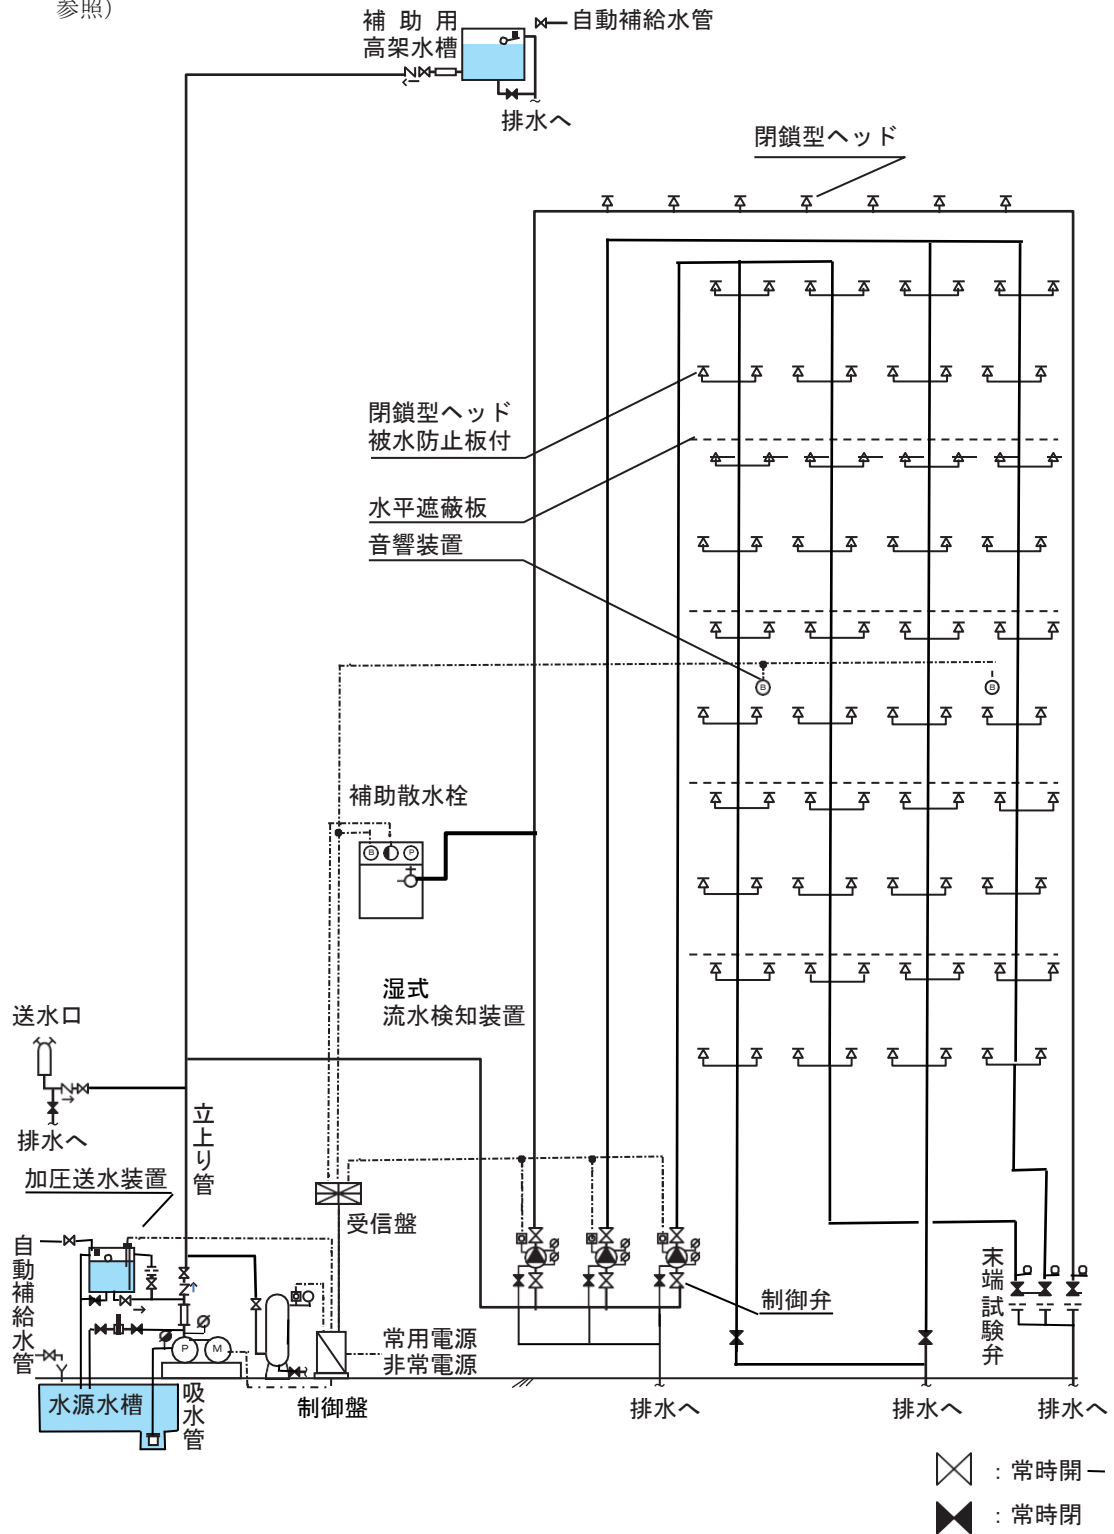 参照）
補助用
高架水槽
自動補給水管
排水へ
閉鎖型ヘッド
閉鎖型ヘッド
被水防止板付
水平遮蔽板
音響装置
B
B
補助散水栓
B
P
湿式
流水検知装置
送水口
排水へ
立上り管
加圧送水装置
受信盤
自動補給水管
制御弁
末端試験弁
P
M
常用電源
非常電源
水源水槽
吸水管
制御盤
排水へ
排水へ
排水へ
：常時開
：常時閉